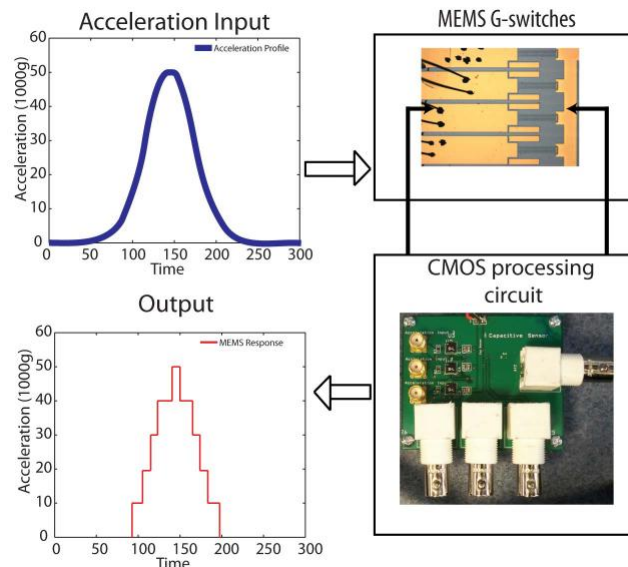 Acceleration Input
Acceleration Profile
Acceleration (1000g)
60
50
40
30
20
10
0
0 50 100 150 200 250 300
Time
MEMS G-switches
CMOS processing
circuit
Capacitive Sensor
Output
MEMS Response
Acceleration (1000g)
60
50
40
30
20
10
0
0 50 100 150 200 250 300
Time